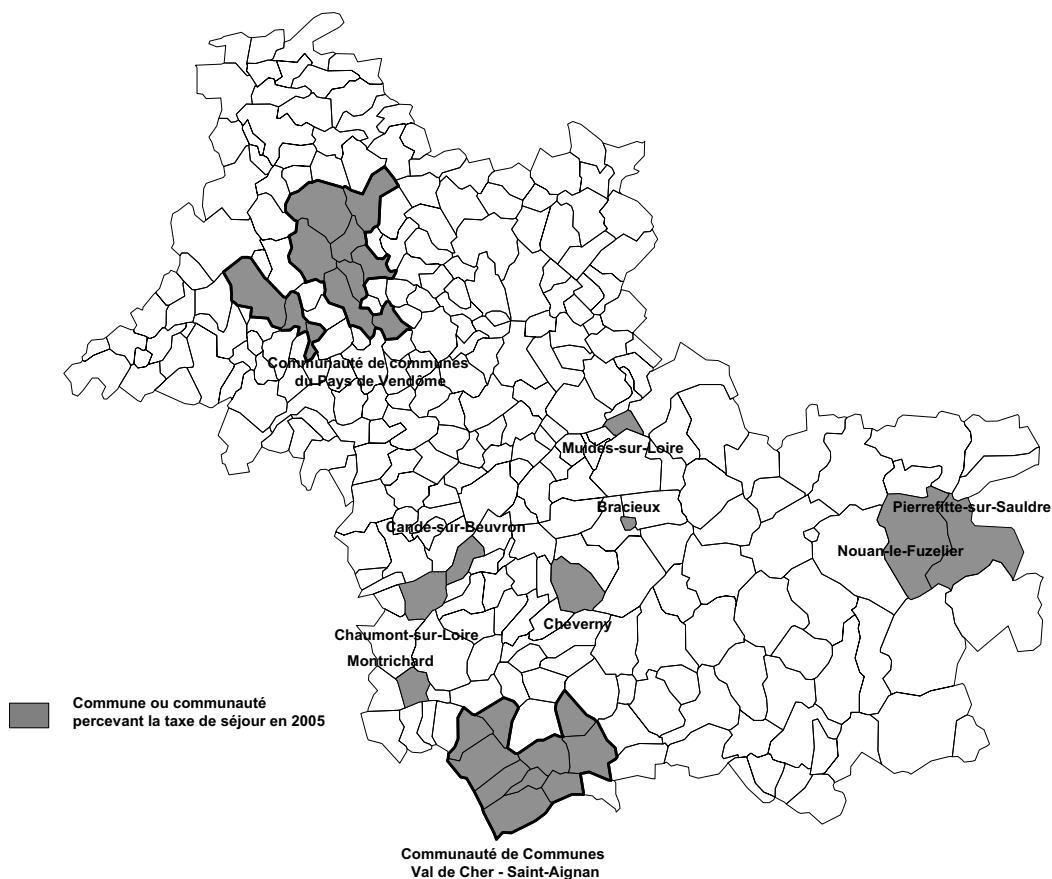 Communauté de communes
du Pays de Vendôme
Muides-sur-Loire
Bracieux
Pierrefitte-sur-Sauldre
Candé-sur-Beuvron
Nouan-le-Fuzelier
Cheverny
Chaumont-sur-Loire
Montrichard
Commune ou communauté
percevant la taxe de séjour en 2005
Communauté de Communes
Val de Cher - Saint-Aignan